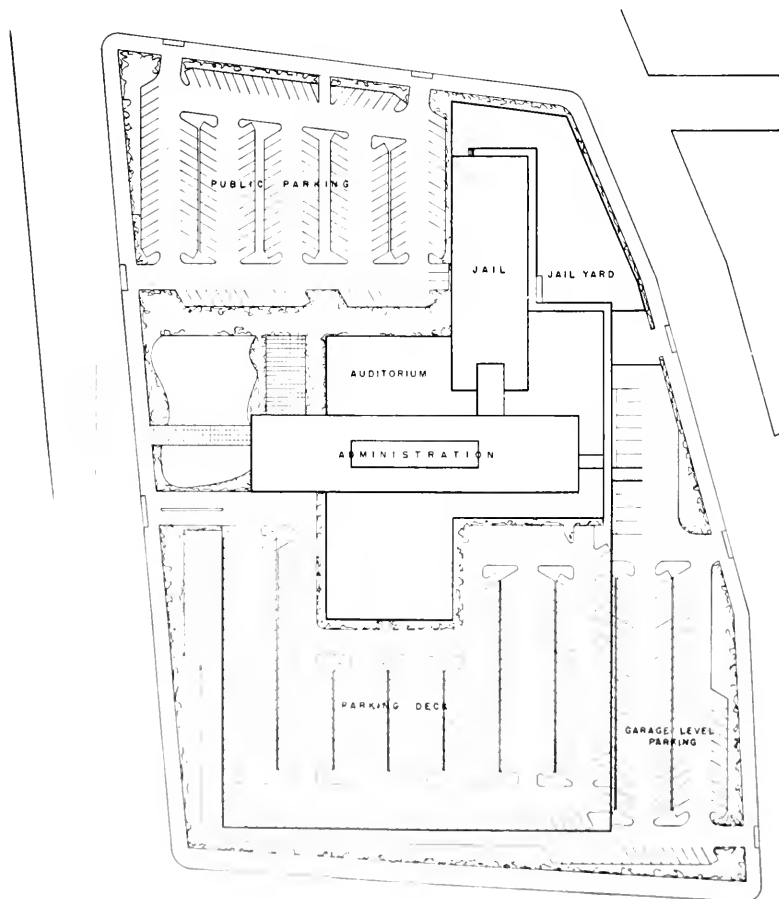 PUBLIC PARKING
JAIL
JAIL YARD
AUDITORIUM
ADMINISTRATION
PARKING DECK
GARAGE LEVEL
PARKING